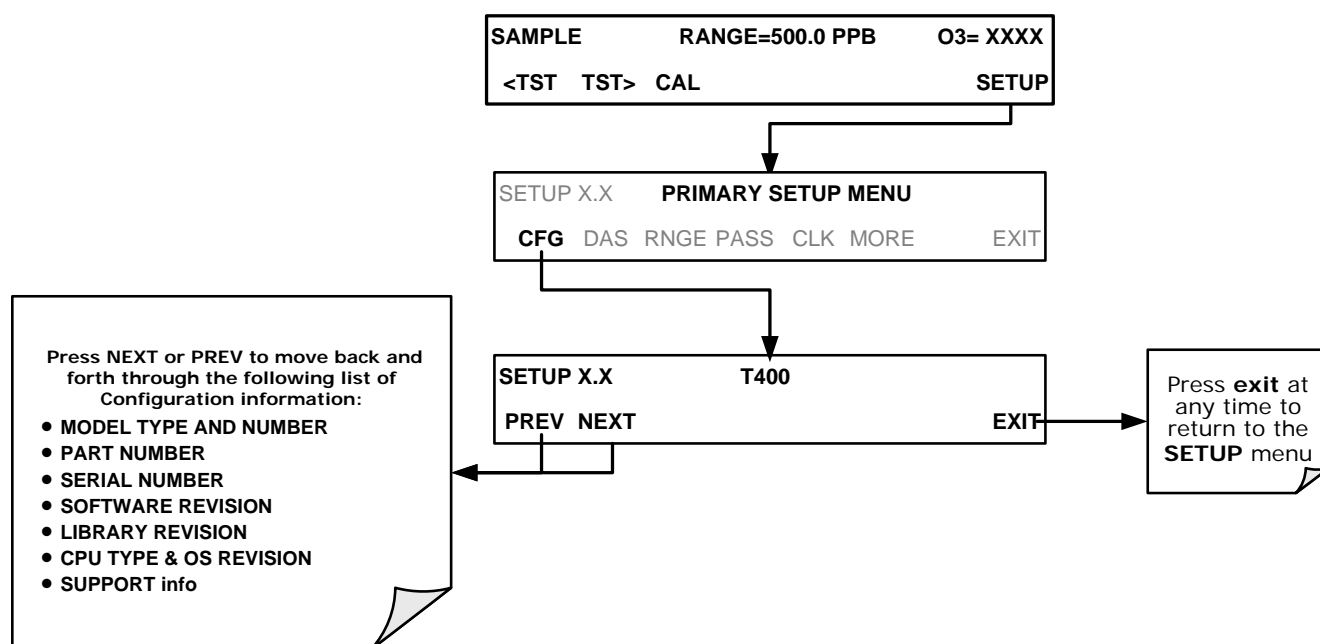 SAMPLE RANGE=500.0 PPB O3= XXXX
<TST TST> CAL SETUP
SETUP X.X PRIMARY SETUP MENU
CFG DAS RNGE PASS CLK MORE EXIT
SETUP X.X T400
PREV NEXT EXIT
Press NEXT or PREV to move back and
forth through the following list of
Configuration information:
● MODEL TYPE AND NUMBER
● PART NUMBER
● SERIAL NUMBER
● SOFTWARE REVISION
● LIBRARY REVISION
● CPU TYPE & OS REVISION
● SUPPORT info
Press exit at
any time to
return to the
SETUP menu